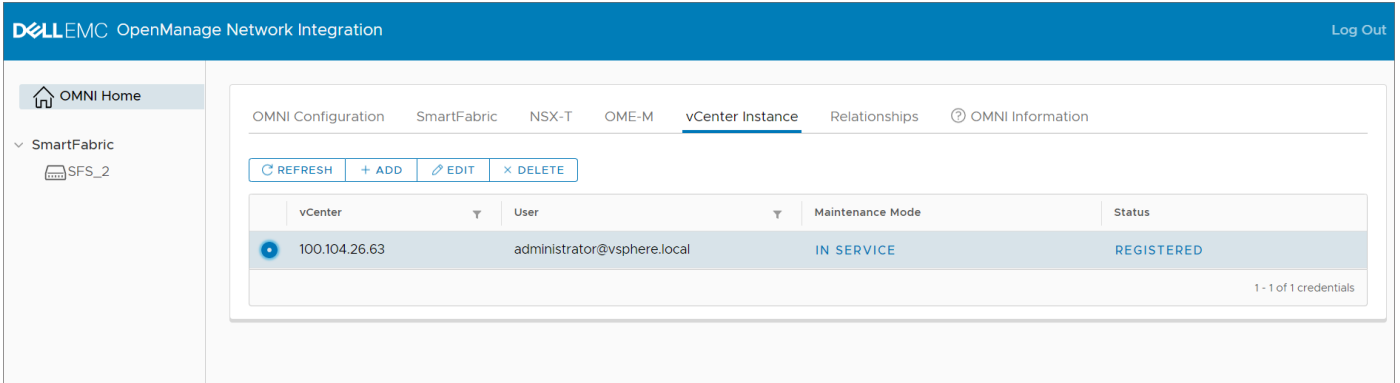 DELLEMC OpenManage Network Integration
Log Out
OMNI Home
SmartFabric
SFS_2
OMNI Configuration SmartFabric NSX-T OME-M vCenter Instance Relationships ? OMNI Information
REFRESH + ADD EDIT × DELETE
vCenter User Maintenance Mode Status
100.104.26.63 administrator@vsphere.local IN SERVICE REGISTERED
1 - 1 of 1 credentials